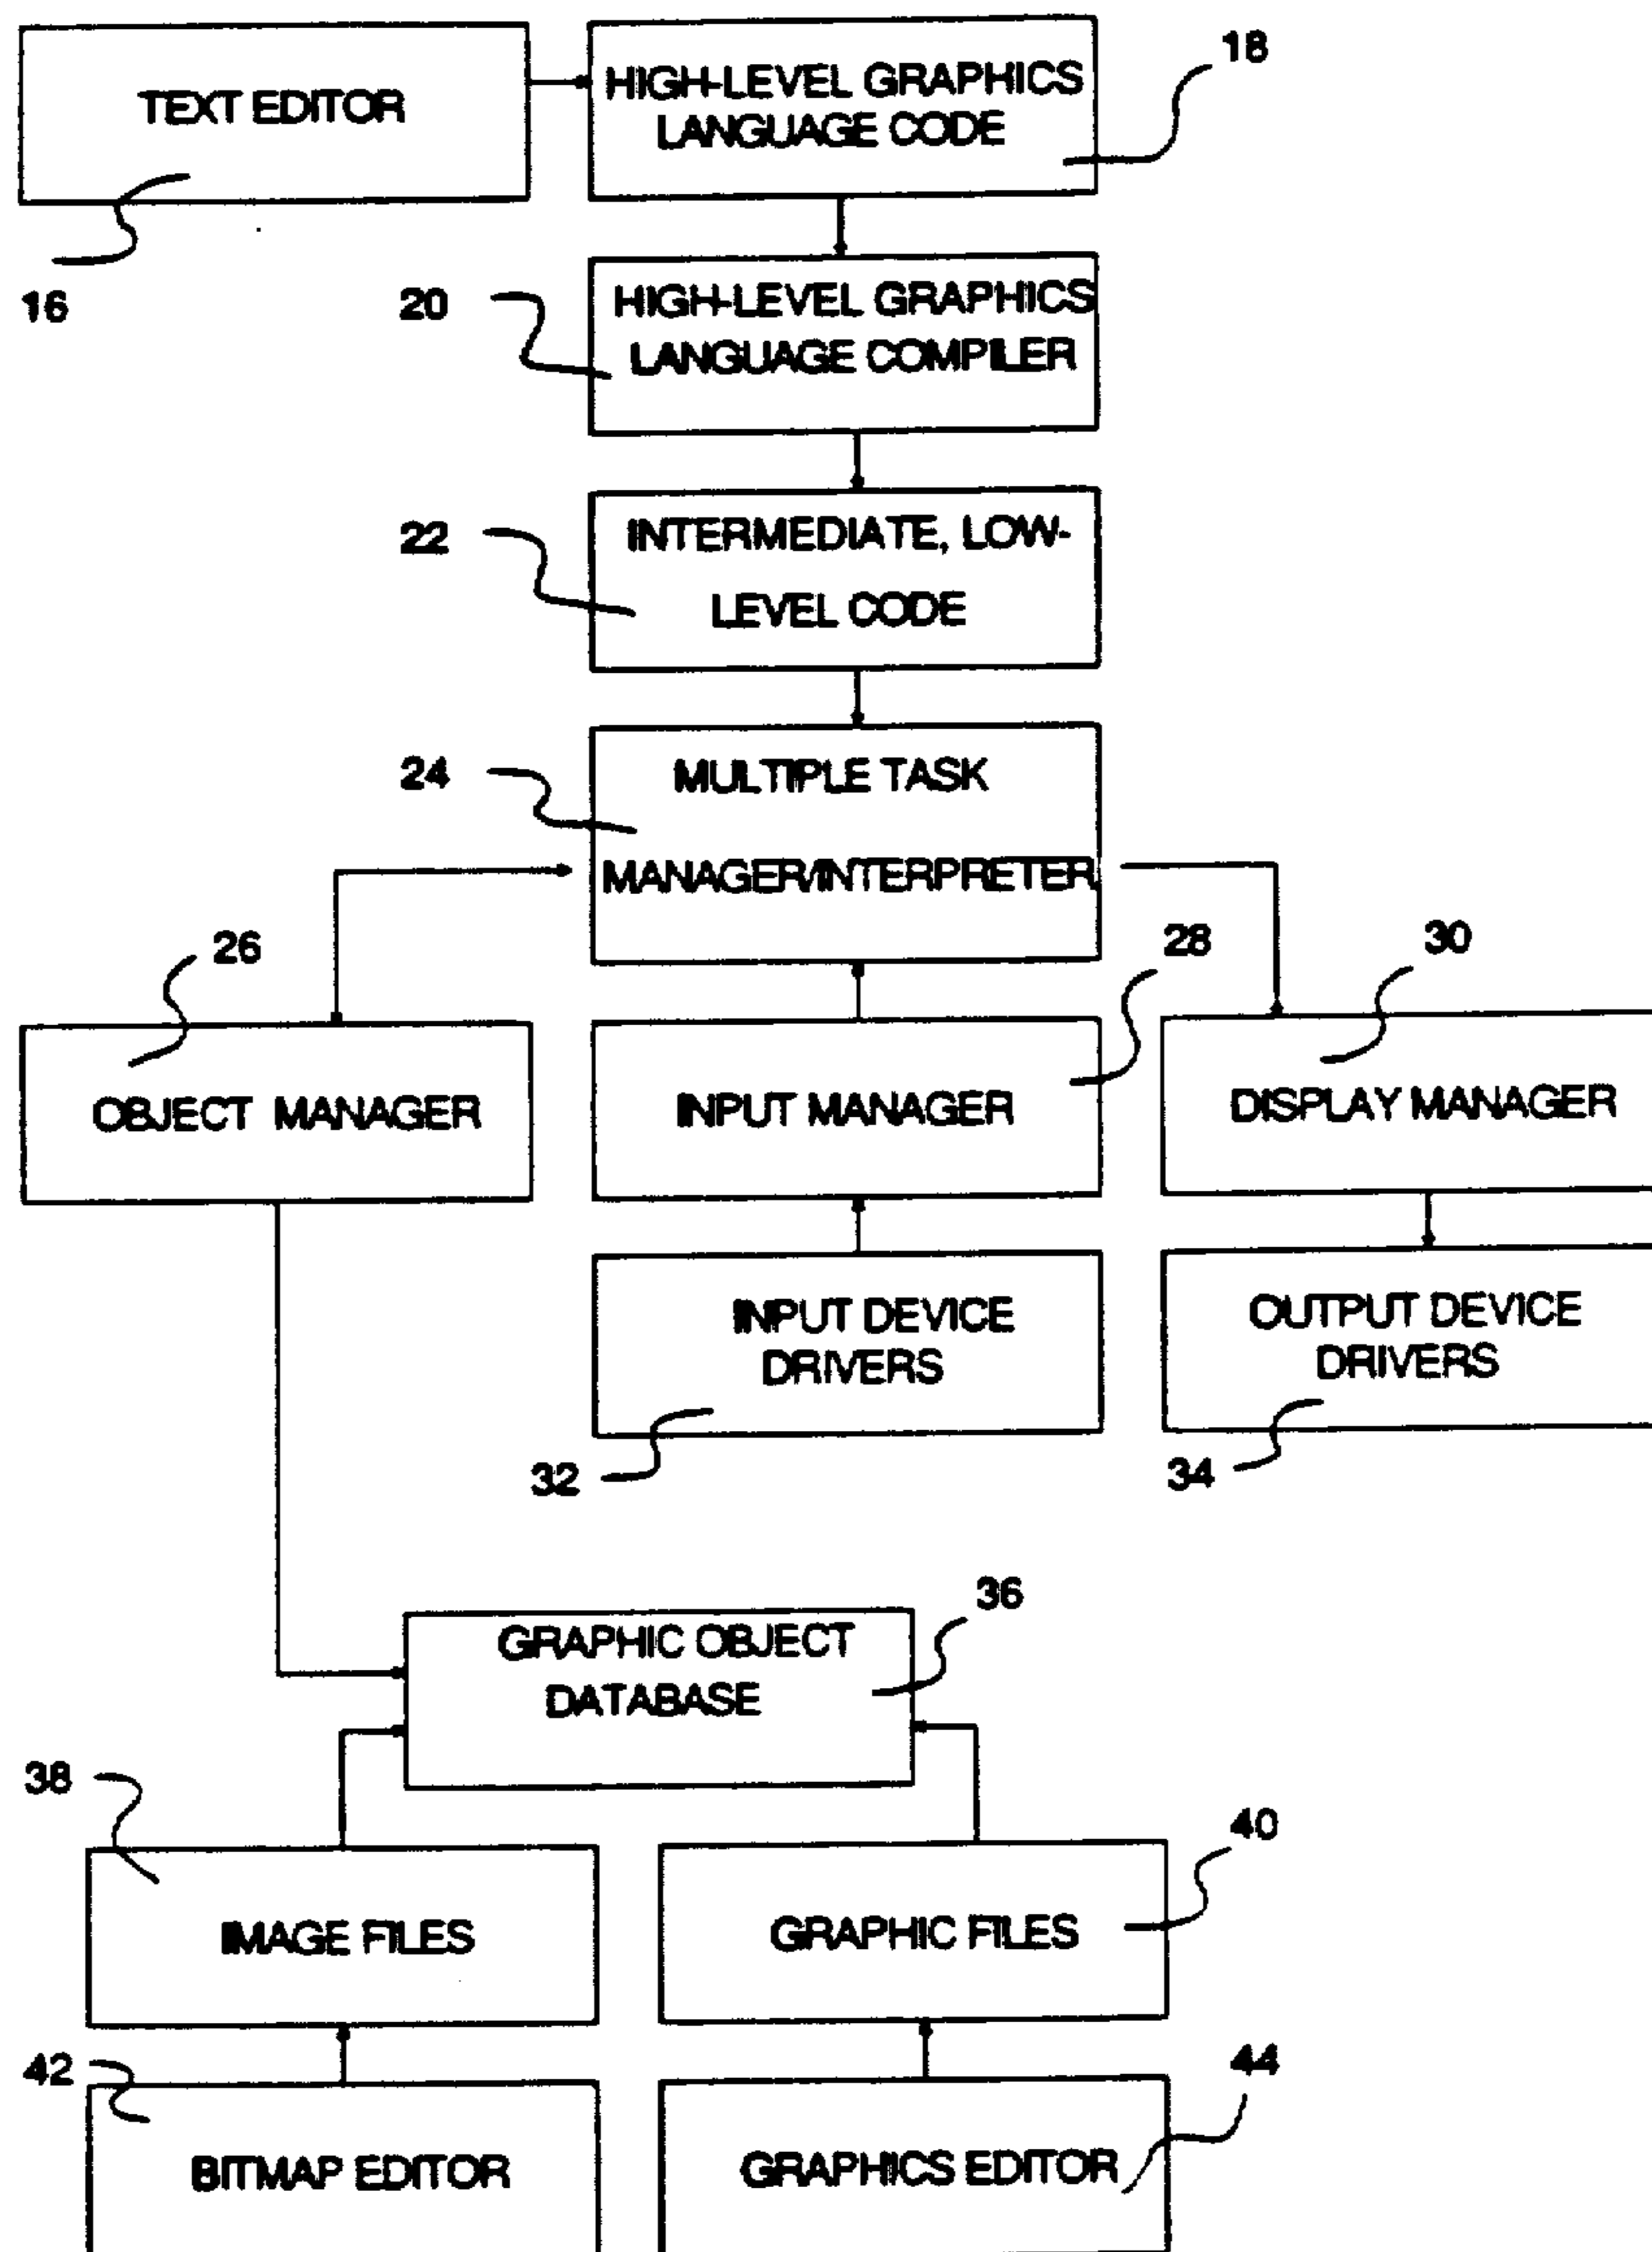 TEXT EDITOR
HIGH-LEVEL GRAPHICS
LANGUAGE CODE
18
16
20
HIGH-LEVEL GRAPHICS
LANGUAGE COMPILER
22
INTERMEDIATE, LOW-
LEVEL CODE
24
MULTIPLE TASK
MANAGER/INTERPRETER
26
28
30
OBJECT MANAGER
INPUT MANAGER
DISPLAY MANAGER
INPUT DEVICE
DRIVERS
OUTPUT DEVICE
DRIVERS
32
34
36
GRAPHIC OBJECT
DATABASE
38
40
IMAGE FILES
GRAPHIC FILES
42
44
BITMAP EDITOR
GRAPHICS EDITOR